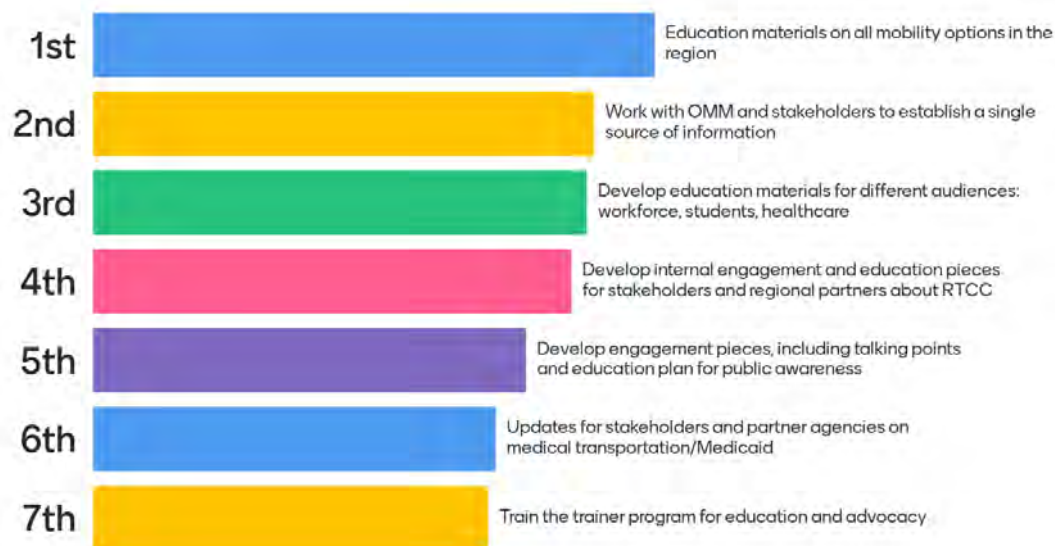 1st
Education materials on all mobility options in the
region
2nd
Work with OMM and stakeholders to establish a single
source of information
3rd
Develop education materials for different audiences:
workforce, students, healthcare
4th
Develop internal engagement and education pieces
for stakeholders and regional partners about RTCC
5th
Develop engagement pieces, including talking points
and education plan for public awareness
6th
Updates for stakeholders and partner agencies on
medical transportation/Medicaid
7th
Train the trainer program for education and advocacy